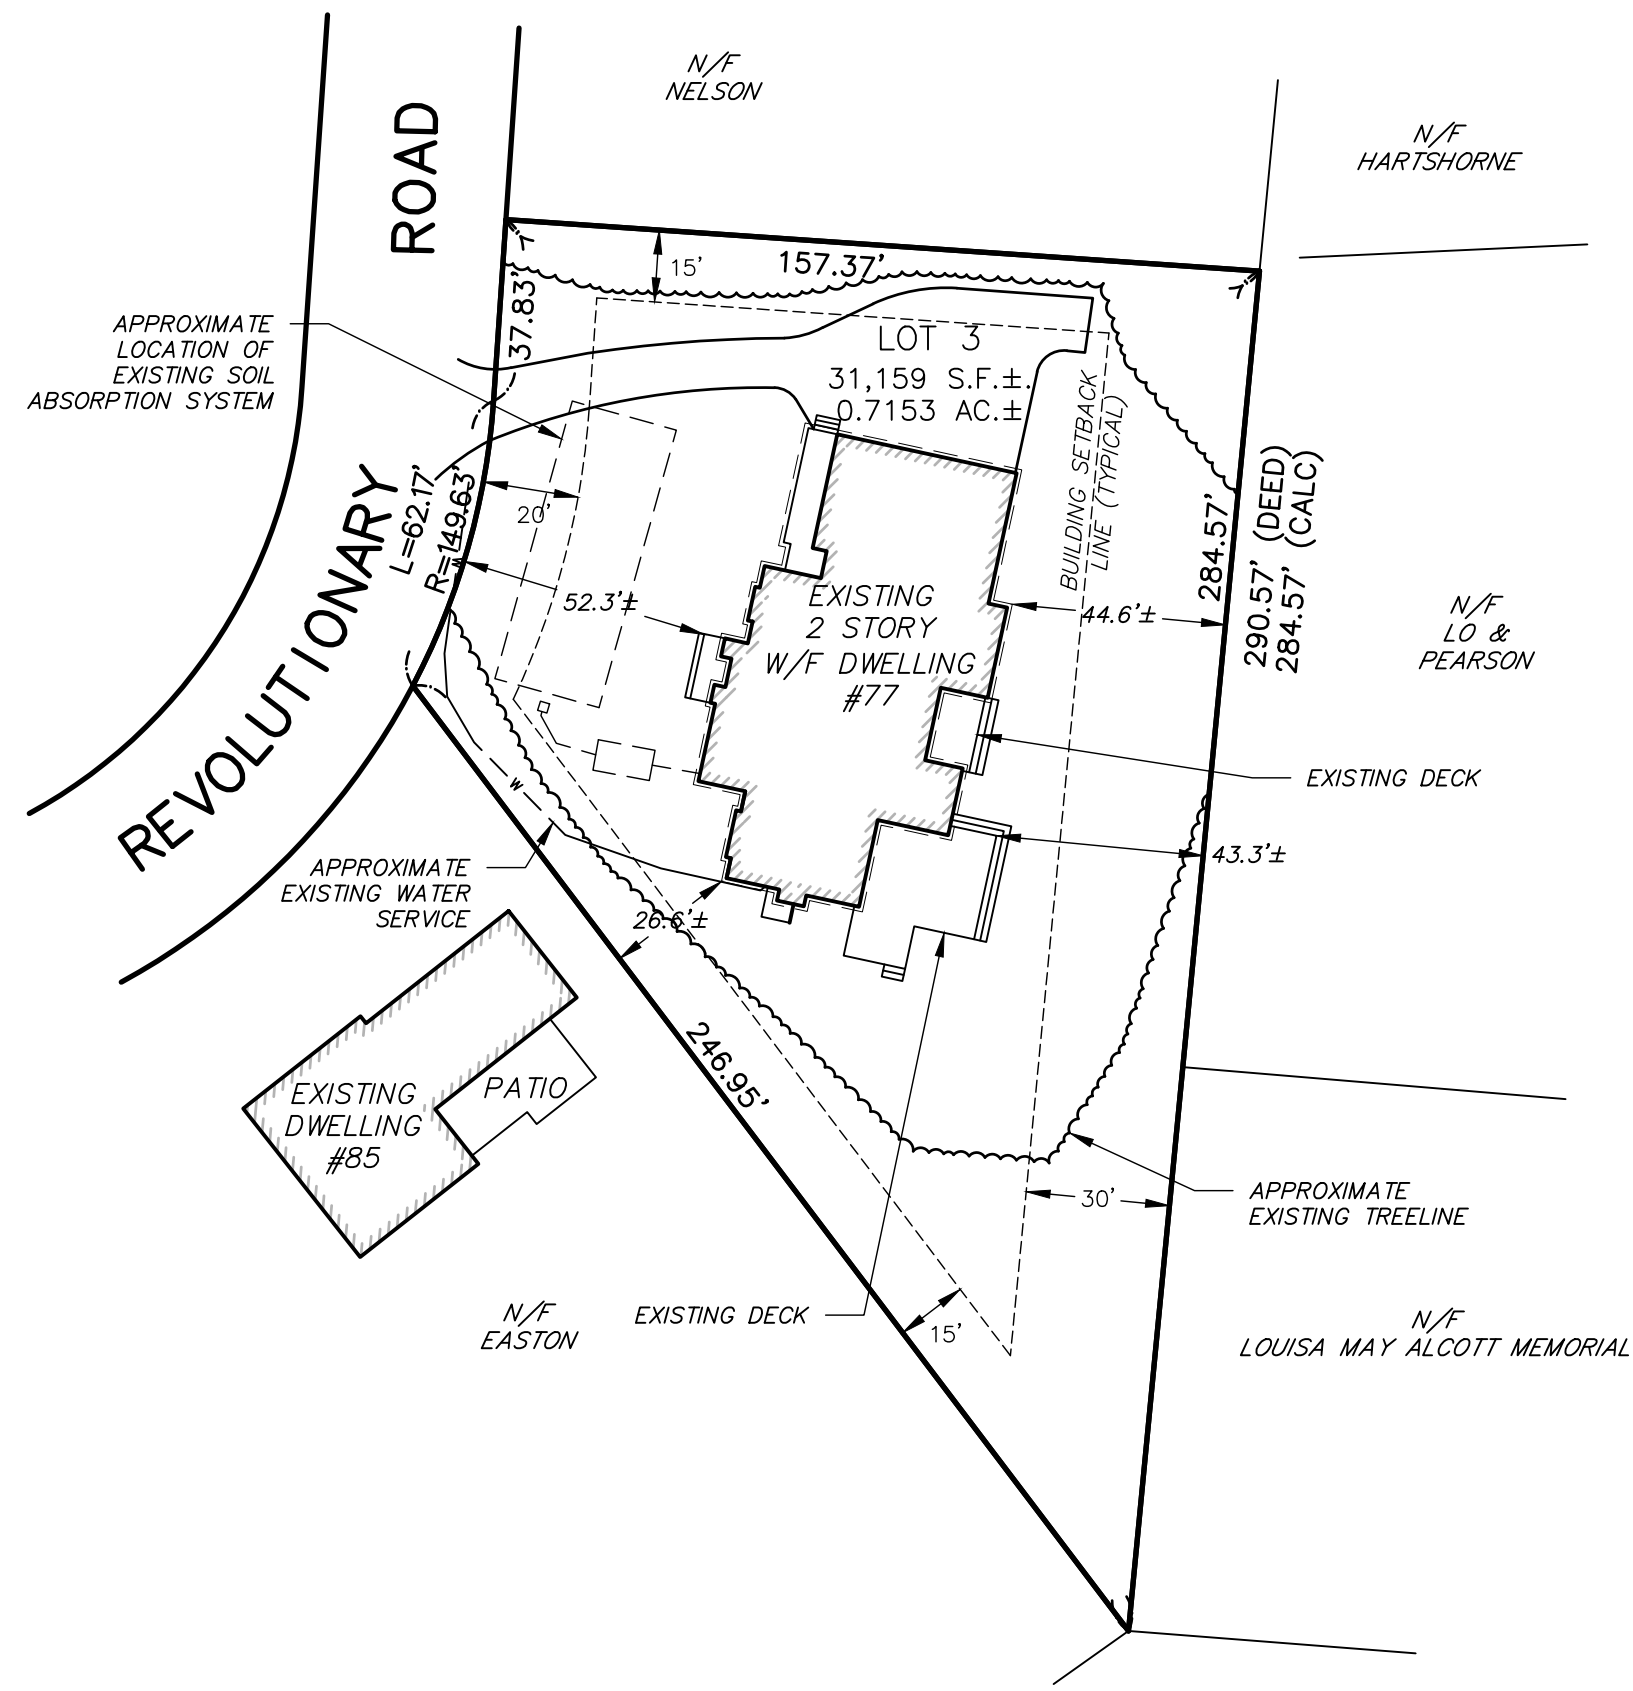 N/F
NELSON
N/F
HARTSHORNE
ROAD
15'
157.37'
37.83'
APPROXIMATE
LOCATION OF
EXISTING SOIL
ABSORPTION SYSTEM
LOT 3
31,159 S.F.±.
0.7153 AC.±
BUILDING SETBACK
LINE (TYPICAL)
REVOLUTIONARY
L=62.17'
R=149.63'
20'
W
52.3'±
EXISTING
2 STORY
W/F DWELLING
#77
44.6'±
284.57'
290.57' (DEED)
284.57' (CALC)
N/F
LO &
PEARSON
EXISTING DECK
W
APPROXIMATE
EXISTING WATER
SERVICE
43.3'±
26.6'±
246.95'
EXISTING
DWELLING
#85
PATIO
30'
APPROXIMATE
EXISTING TREELINE
N/F
EASTON
EXISTING DECK
15'
N/F
LOUISA MAY ALCOTT MEMORIAL